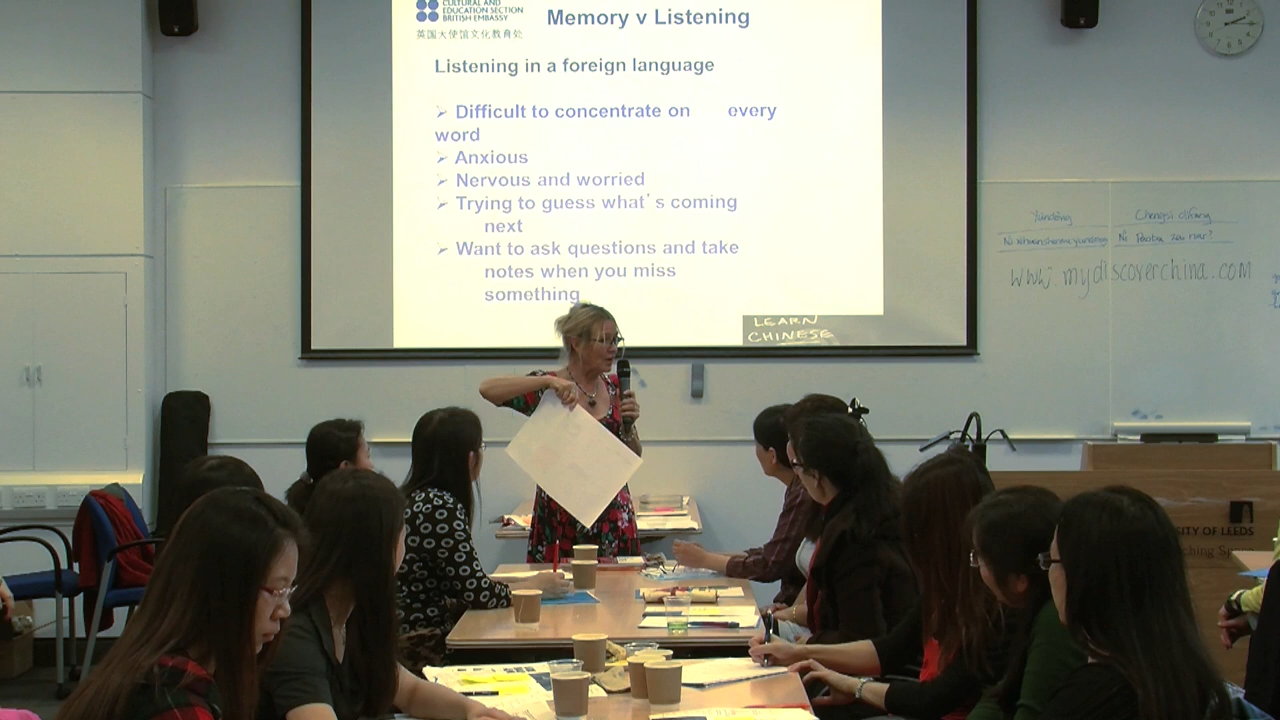 CULTURAL AND
EDUCATION SECTION
BRITISH EMBASSY
英国大使馆文化教育处
Memory v Listening
Listening in a foreign language
➢ Difficult to concentrate on every
word
➢ Anxious
➢ Nervous and worried
➢ Trying to guess what's coming
next
➢ Want to ask questions and take
notes when you miss
something
LEARN
CHINESE
Yundong
www.mydiscoverchina.com
OF LEEDS